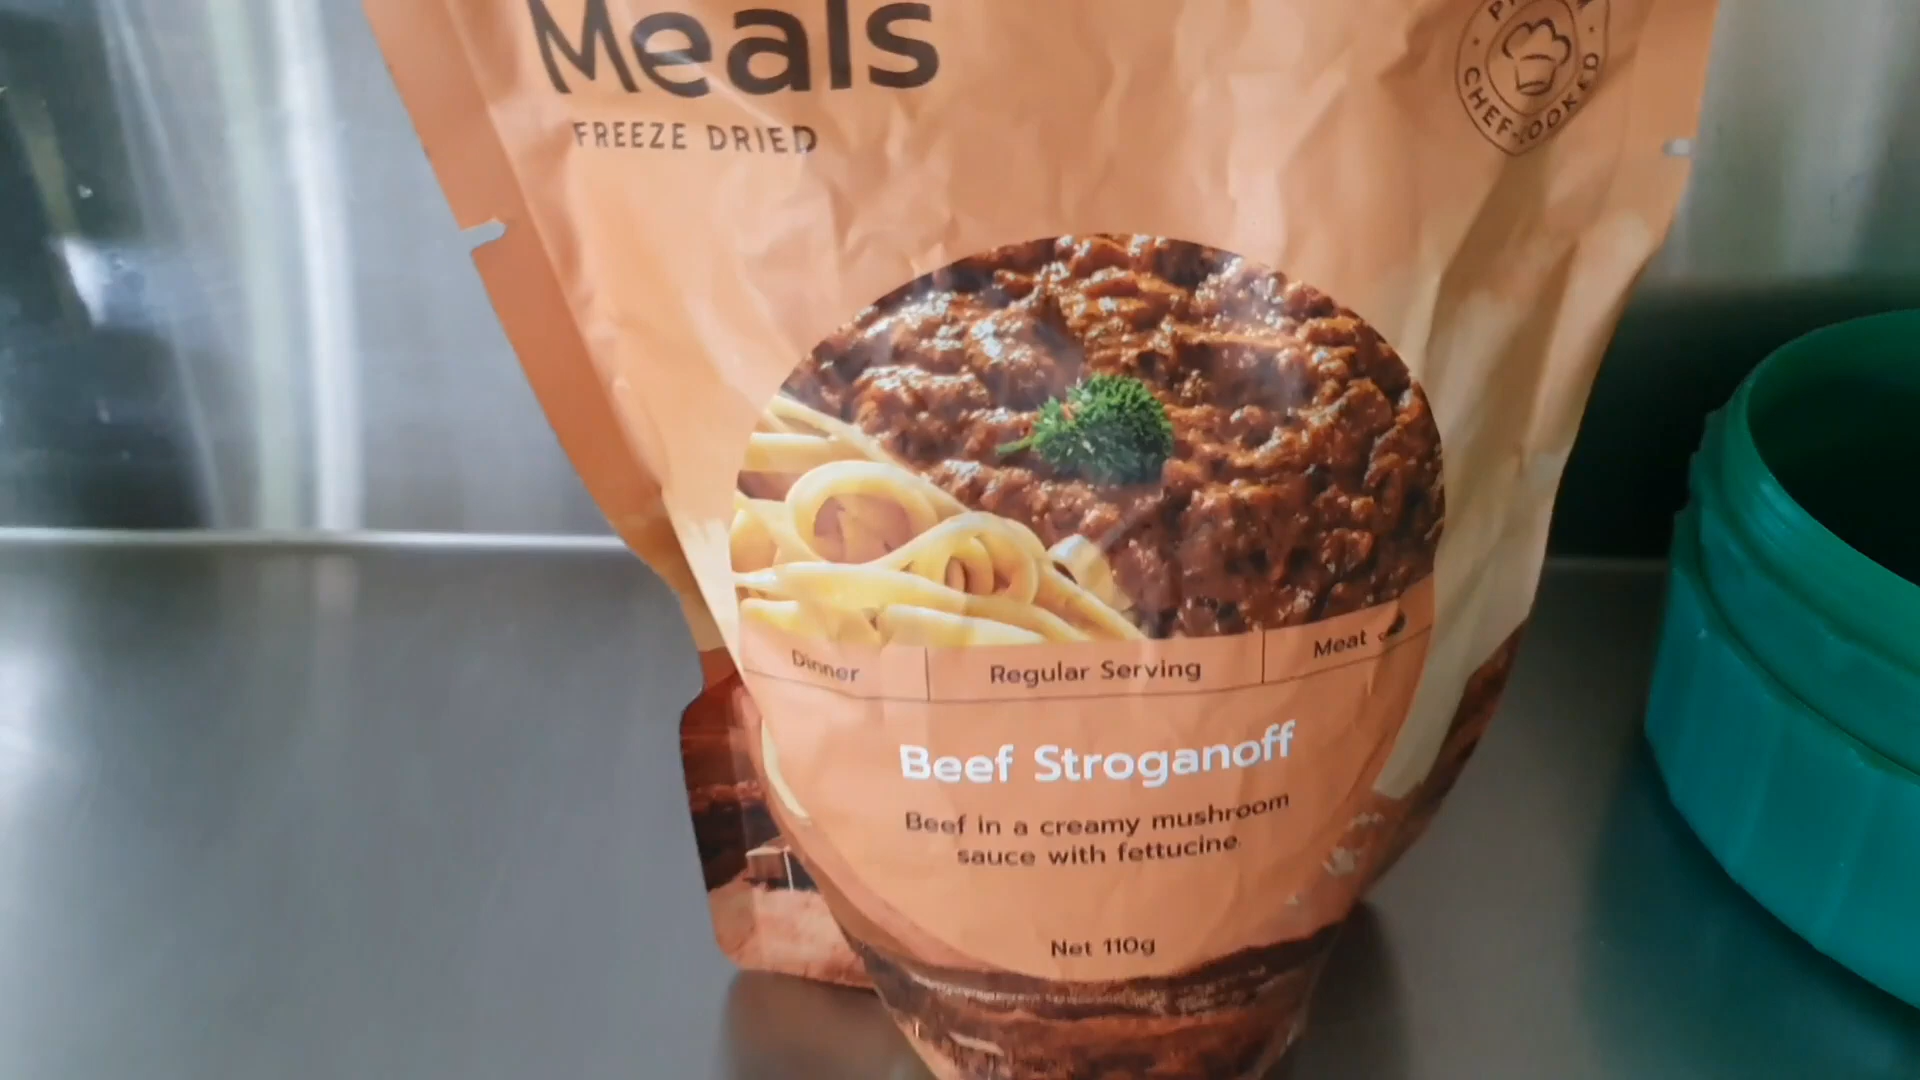 Meals
FREEZE DRIED
CHEF-COOKED
Dinner
Regular Serving
Meat
Beef Stroganoff
Beef in a creamy mushroom
sauce with fettucine.
Net 110g